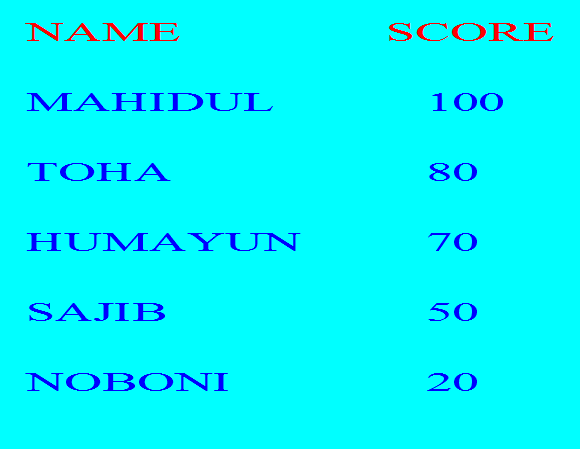 NAME SCORE
MAHIDUL 100
TOHA 80
HUMAYUN 70
SAJIB 50
NOBONI 20